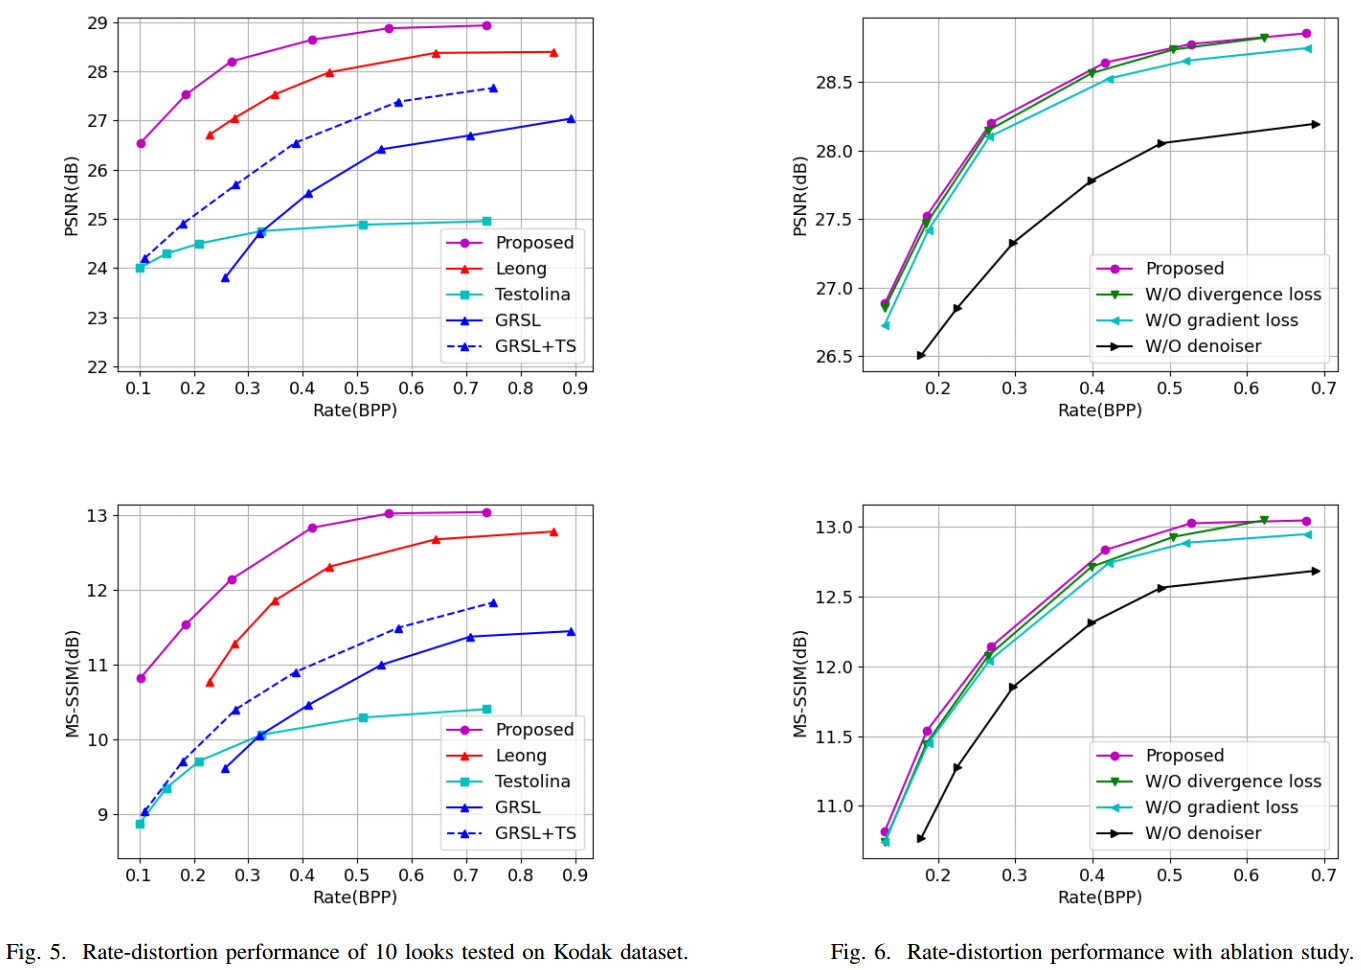 29
28
27
26
25
24
23
22
PSNR(dB)
0.1 0.2 0.3 0.4 0.5 0.6 0.7 0.8 0.9
Rate(BPP)
Proposed
Leong
Testolina
GRSL
GRSL+TS
28.5
28.0
27.5
27.0
26.5
PSNR(dB)
0.2 0.3 0.4 0.5 0.6 0.7
Rate(BPP)
Proposed
W/O divergence loss
W/O gradient loss
W/O denoiser
13
12
11
10
9
MS-SSIM(dB)
0.1 0.2 0.3 0.4 0.5 0.6 0.7 0.8 0.9
Rate(BPP)
Proposed
Leong
Testolina
GRSL
GRSL+TS
13.0
12.5
12.0
11.5
11.0
MS-SSIM(dB)
0.2 0.3 0.4 0.5 0.6 0.7
Rate(BPP)
Proposed
W/O divergence loss
W/O gradient loss
W/O denoiser
Fig. 5. Rate-distortion performance of 10 looks tested on Kodak dataset.
Fig. 6. Rate-distortion performance with ablation study.